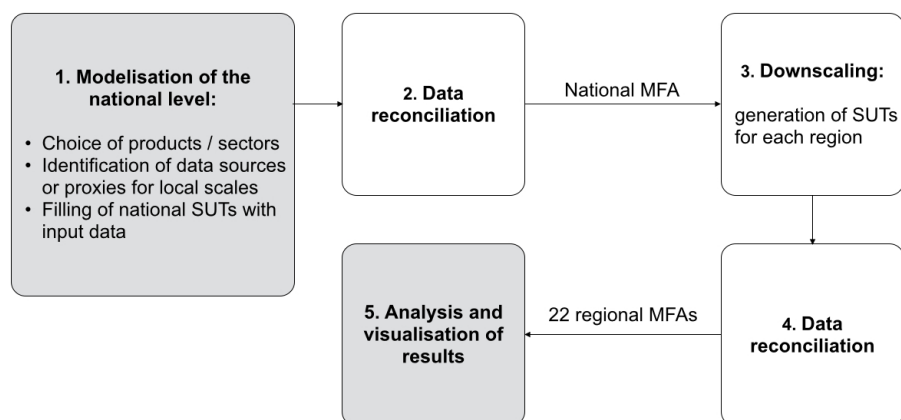 1. Modelisation of the
national level:
• Choice of products / sectors
• Identification of data sources
or proxies for local scales
• Filling of national SUTs with
input data
2. Data
reconciliation
National MFA
3. Downscaling:
generation of SUTs
for each region
4. Data
reconciliation
22 regional MFAs
5. Analysis and
visualisation of
results